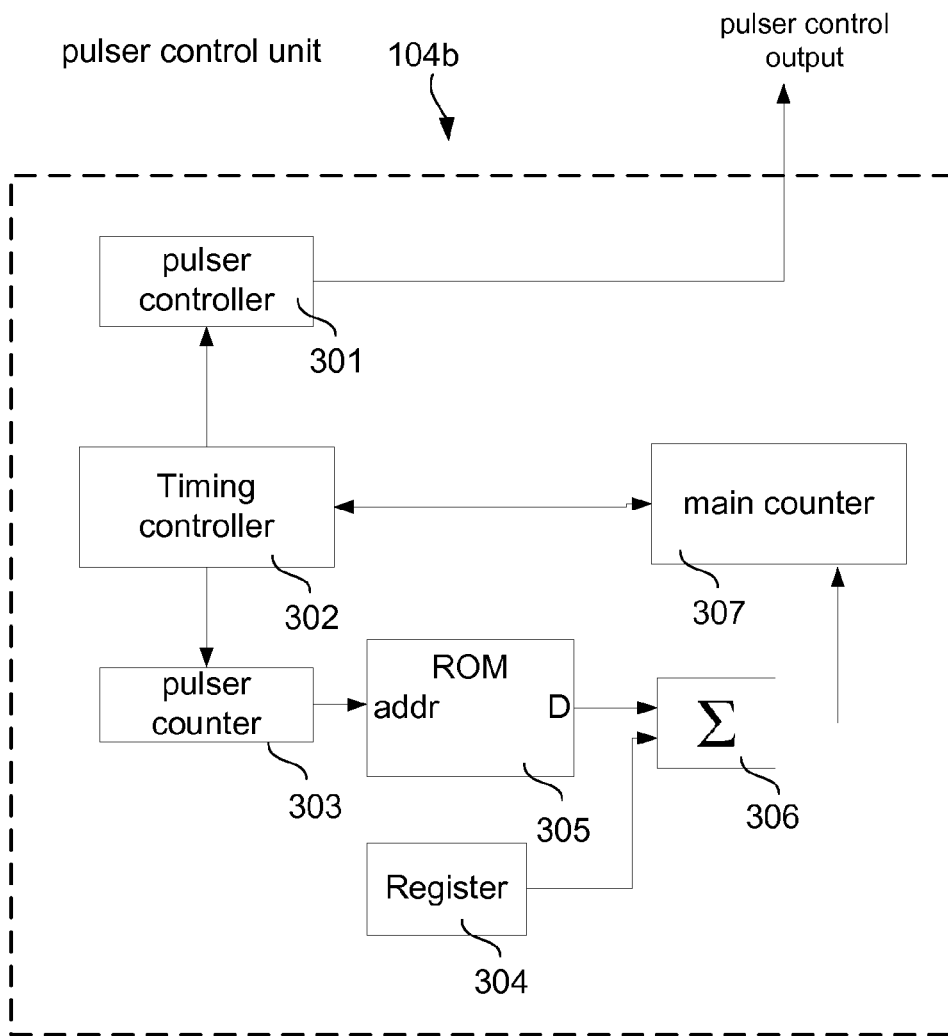 pulser control unit
104b
pulser control
output
pulser
controller
301
Timing
controller
302
main counter
307
pulser
counter
303
ROM
addr
D
305
Σ
306
Register
304